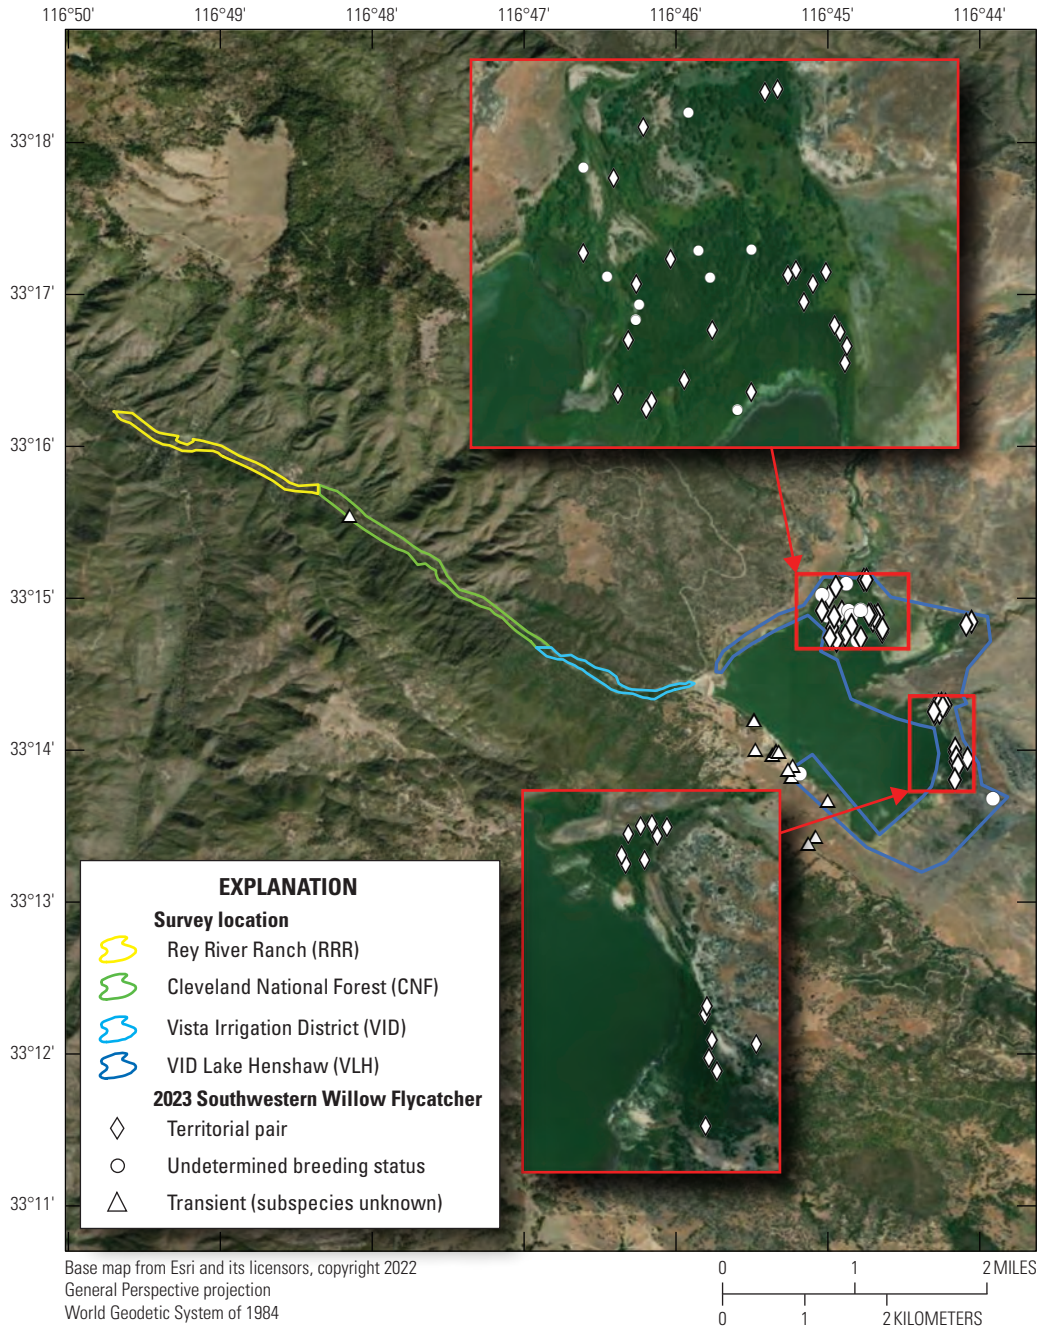 116°50' 116°49' 116°48' 116°47' 116°46' 116°45' 116°44'
33°18'
33°17'
33°16'
33°15'
33°14'
33°13'
33°12'
33°11'
EXPLANATION
Survey location
Rey River Ranch (RRR)
Cleveland National Forest (CNF)
Vista Irrigation District (VID)
VID Lake Henshaw (VLH)
2023 Southwestern Willow Flycatcher
Territorial pair
Undetermined breeding status
Transient (subspecies unknown)
Base map from Esri and its licensors, copyright 2022
General Perspective projection
World Geodetic System of 1984
0 1 2 MILES
0 1 2 KILOMETERS